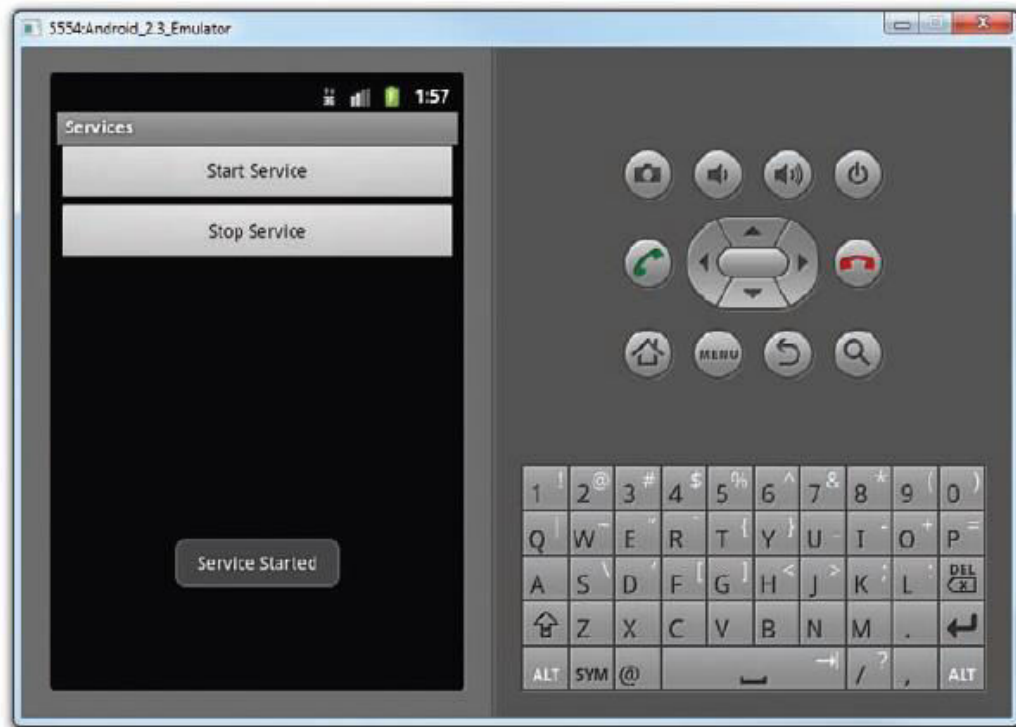 5554:Android_2.3_Emulator
3G 1:57
Services
Start Service
Stop Service
Service Started
MENU
1 ! 2 @ 3 # 4 $ 5 % 6 ^ 7 & 8 * 9 ( 0 )
Q | W ~ E " R ` T { Y } U _ I - O + P =
A S \ D ' F [ G ] H < J > K ; L : DEL
Z X C V B N M .
ALT SYM @ / ? , ALT